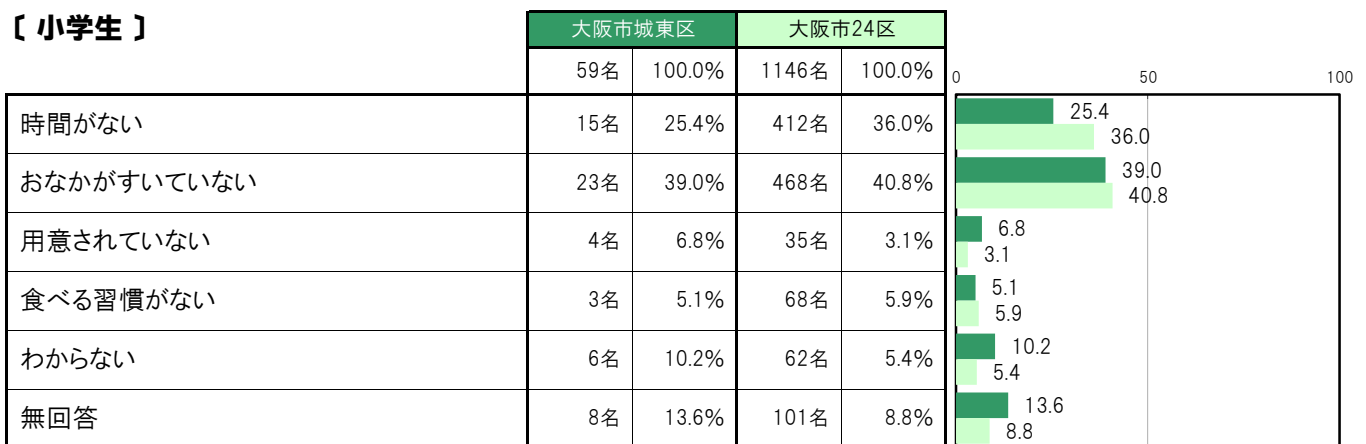 〔 小学生 〕
大阪市城東区 大阪市24区
59名 100.0% 1146名 100.0% 0 50 100
時間がない 15名 25.4% 412名 36.0% 25.4
36.0
おなかがすいていない 23名 39.0% 468名 40.8% 39.0
40.8
用意されていない 4名 6.8% 35名 3.1% 6.8
3.1
食べる習慣がない 3名 5.1% 68名 5.9% 5.1
5.9
わからない 6名 10.2% 62名 5.4% 10.2
5.4
無回答 8名 13.6% 101名 8.8% 13.6
8.8